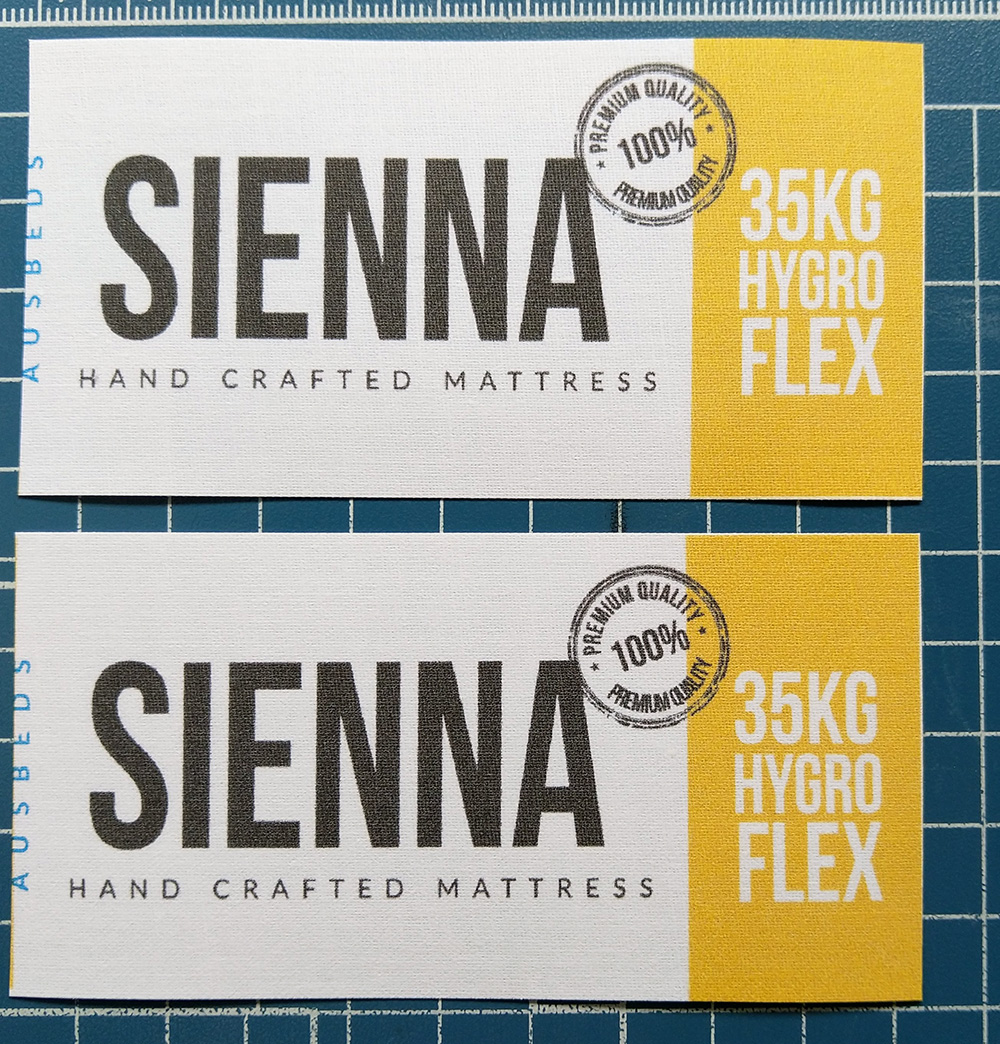 AUSBEDS
SIENNA
HAND CRAFTED MATTRESS
PREMIUM QUALITY
100%
PREMIUM QUALITY
35KG
HYGRO
FLEX
AUSBEDS
SIENNA
HAND CRAFTED MATTRESS
PREMIUM QUALITY
100%
PREMIUM QUALITY
35KG
HYGRO
FLEX